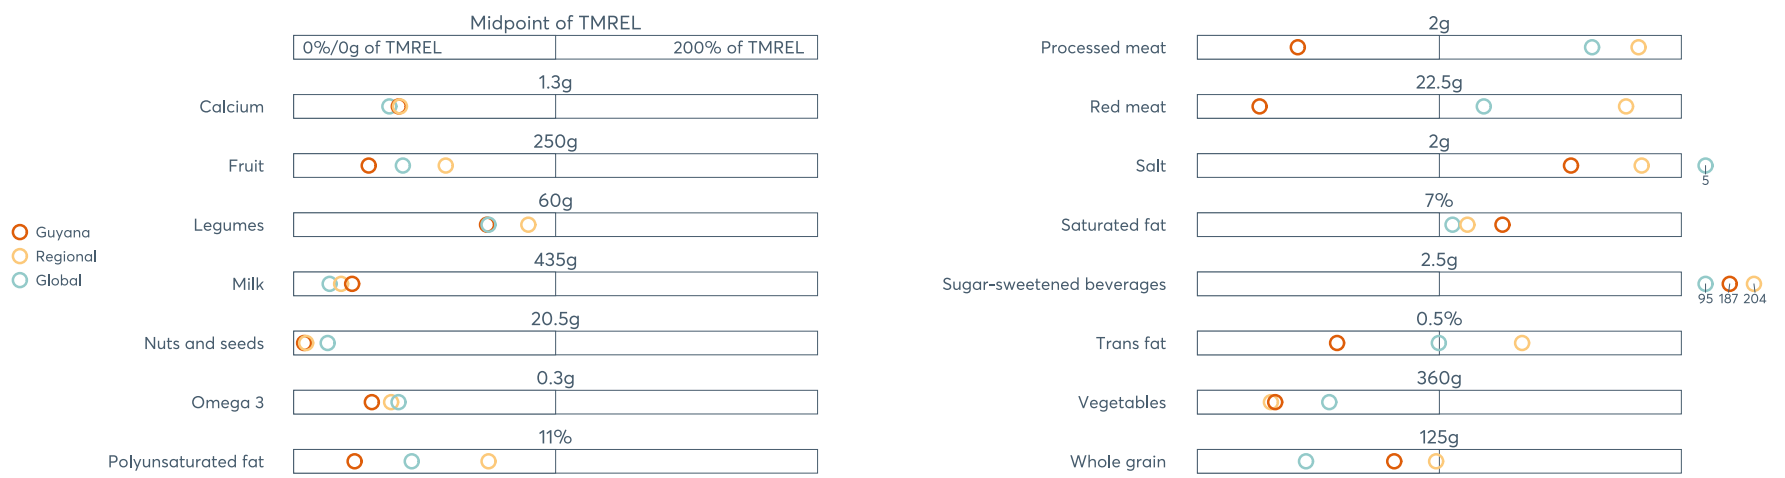 Midpoint of TMREL
0%/0g of TMREL 200% of TMREL
1.3g
Calcium
250g
Fruit
60g
Legumes
435g
Milk
20.5g
Nuts and seeds
0.3g
Omega 3
11%
Polyunsaturated fat
Guyana
Regional
Global
2g
Processed meat
22.5g
Red meat
2g
Salt
5
7%
Saturated fat
2.5g
Sugar-sweetened beverages
95 187 204
0.5%
Trans fat
360g
Vegetables
125g
Whole grain